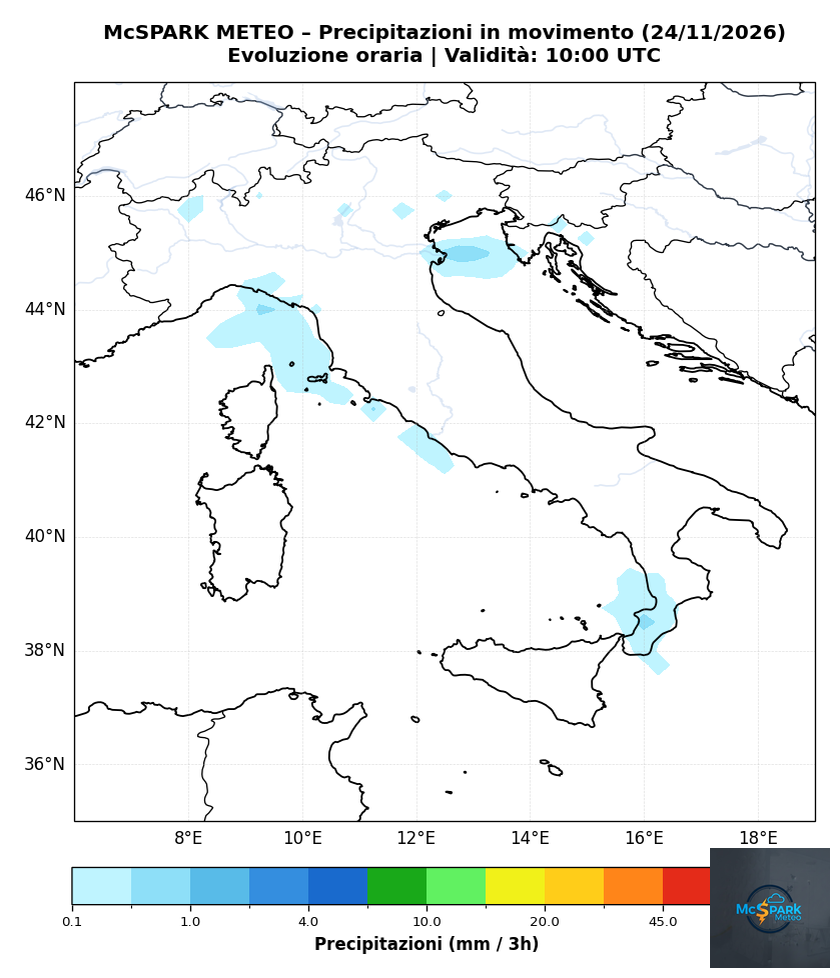 McSPARK METEO – Precipitazioni in movimento (24/11/2026)
Evoluzione oraria | Validità: 10:00 UTC
46°N
44°N
42°N
40°N
38°N
36°N
8°E 10°E 12°E 14°E 16°E 18°E
0.1 1.0 4.0 10.0 20.0 45.0
Precipitazioni (mm / 3h)
McSPARK
Meteo